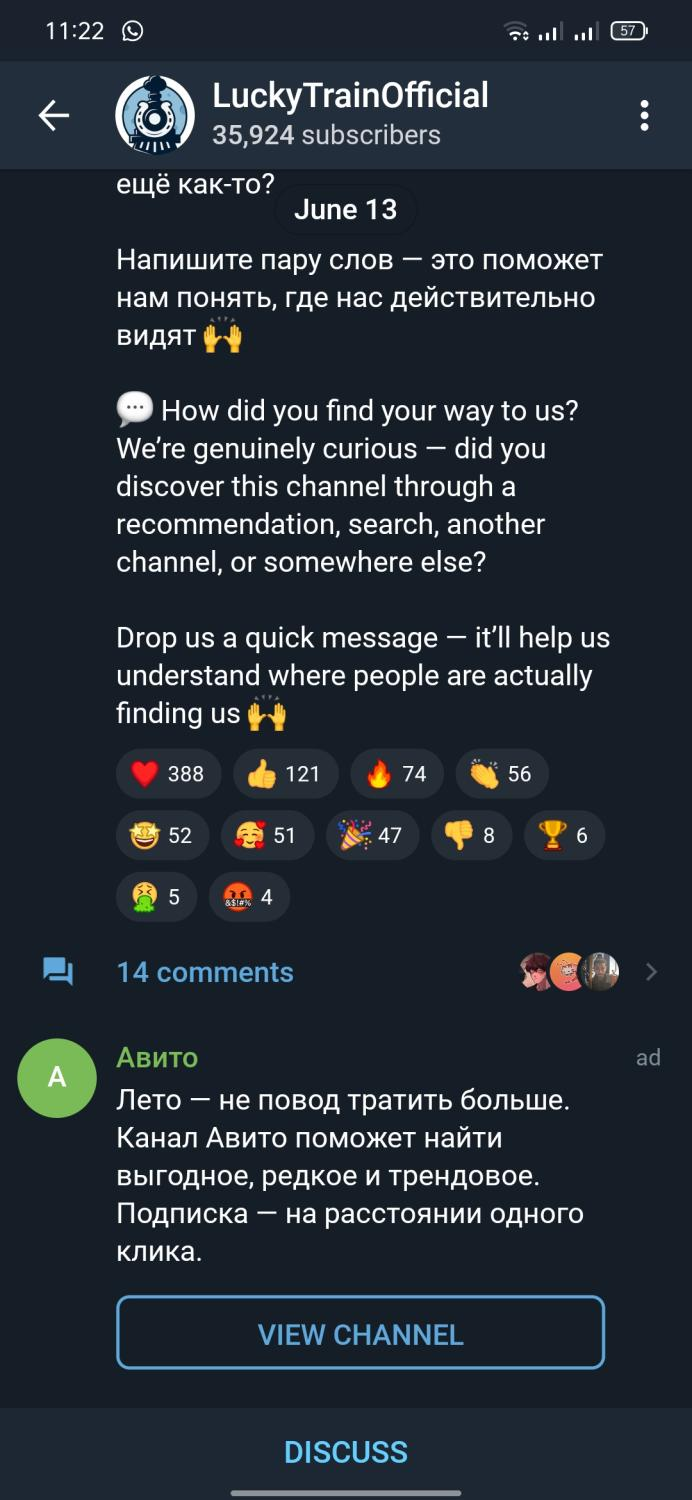 11:22
57
LuckyTrainOfficial
35,924 subscribers
ещё как-то?
June 13
Напишите пару слов — это поможет
нам понять, где нас действительно
видят 🙌
💬 How did you find your way to us?
We’re genuinely curious — did you
discover this channel through a
recommendation, search, another
channel, or somewhere else?
Drop us a quick message — it’ll help us
understand where people are actually
finding us 🙌
❤️ 388 👍 121 🔥 74 👏 56
🤩 52 🥰 51 🎉 47 👎 8 🏆 6
🤮 5 🤬 4
14 comments
А
Авито
ad
Лето — не повод тратить больше.
Канал Авито поможет найти
выгодное, редкое и трендовое.
Подписка — на расстоянии одного
клика.
VIEW CHANNEL
DISCUSS